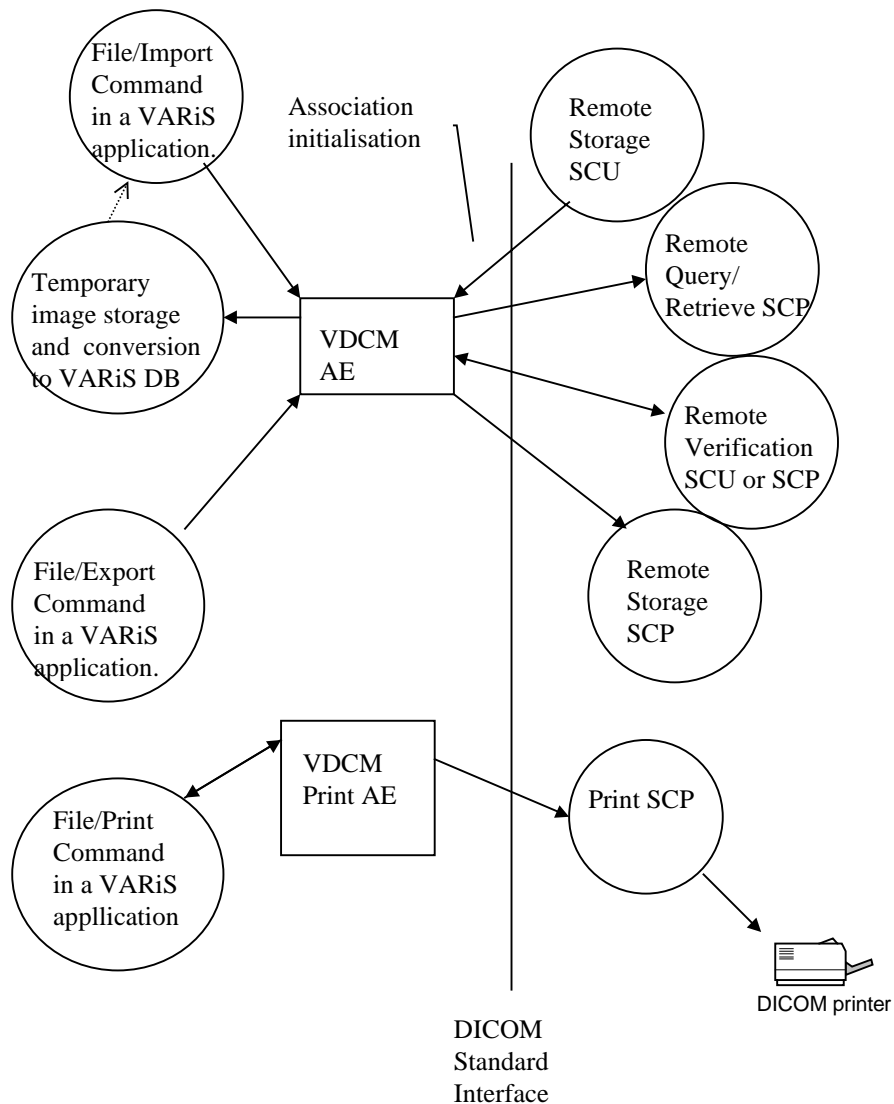 File/Import
Command
in a VARiS
application.
Association
initialisation
Remote
Storage
SCU
Remote
Query/
Retrieve SCP
Temporary
image storage
and conversion
to VARiS DB
VDCM
AE
Remote
Verification
SCU or SCP
File/Export
Command
in a VARiS
application.
Remote
Storage
SCP
VDCM
Print AE
Print SCP
File/Print
Command
in a VARiS
appllication
DICOM printer
DICOM
Standard
Interface